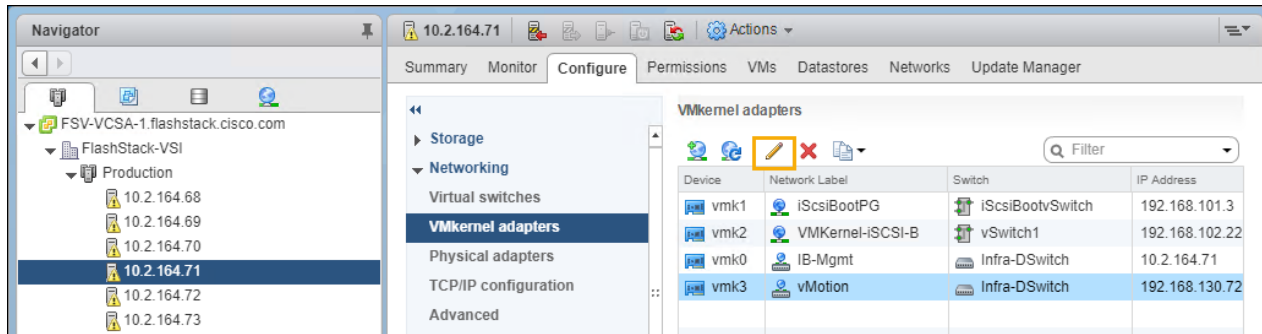 Navigator
FSV-VCSA-1.flashstack.cisco.com
FlashStack-VSI
Production
10.2.164.68
10.2.164.69
10.2.164.70
10.2.164.71
10.2.164.72
10.2.164.73
10.2.164.71 Actions
Summary Monitor Configure Permissions VMs Datastores Networks Update Manager
Storage
Networking
Virtual switches
VMkernel adapters
Physical adapters
TCP/IP configuration
Advanced
VMkernel adapters
Filter
Device Network Label Switch IP Address
vmk1 iScsiBootPG iScsiBootvSwitch 192.168.101.3
vmk2 VMKernel-iSCSI-B vSwitch1 192.168.102.22
vmk0 IB-Mgmt Infra-DSwitch 10.2.164.71
vmk3 vMotion Infra-DSwitch 192.168.130.72